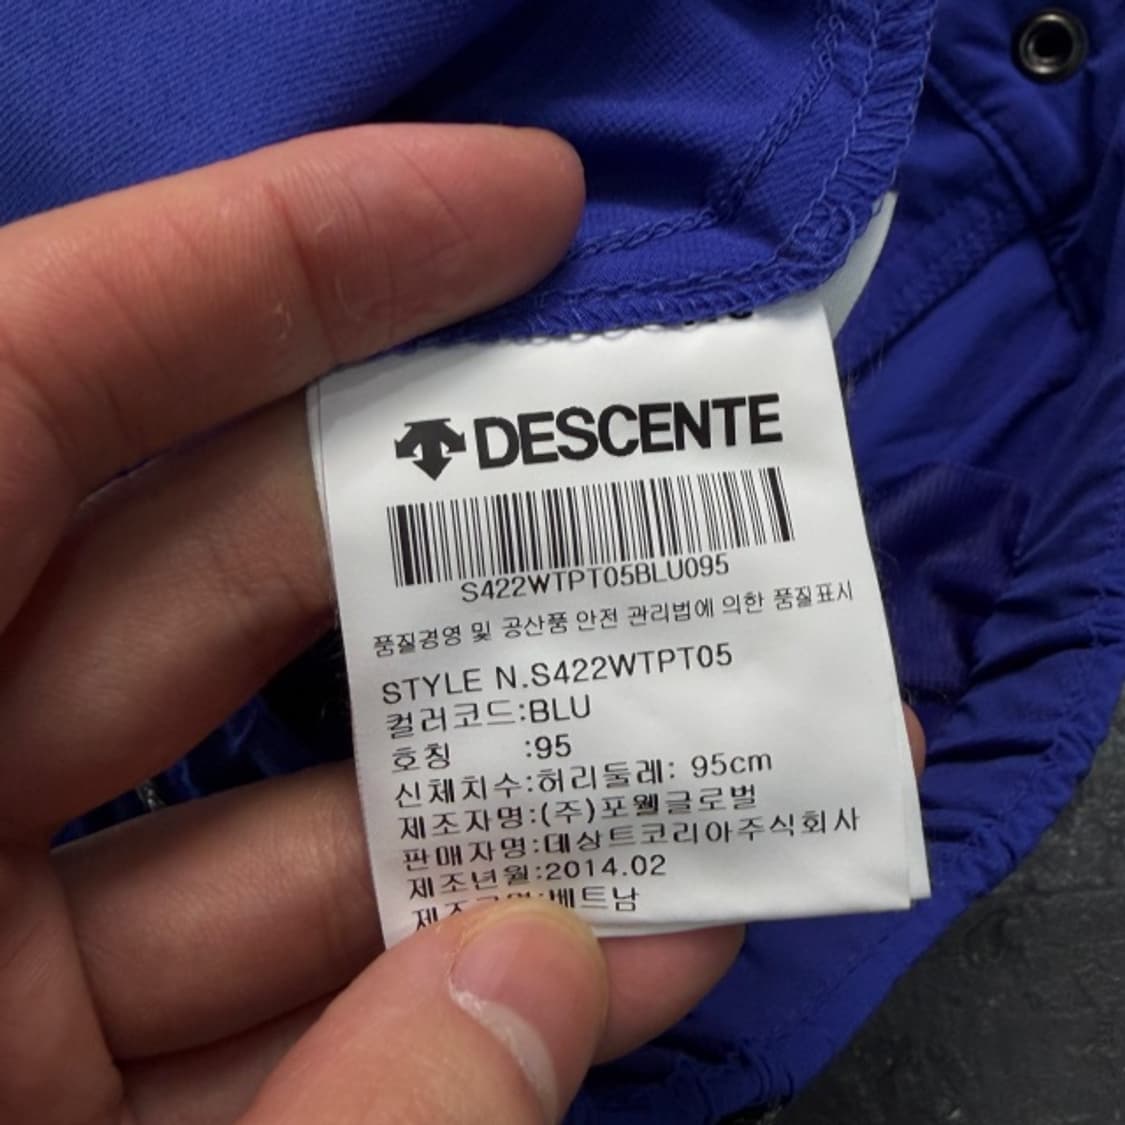 DESCENTE
S422WTPT05BLU095
품질경영 및 공산품 안전 관리법에 의한 품질표시
STYLE N.S422WTPT05
컬러코드:BLU
호칭 :95
신체치수:허리둘레: 95cm
제조자명:(주)포웰글로벌
판매자명:데상트코리아주식회사
제조년월:2014.02
:베트남